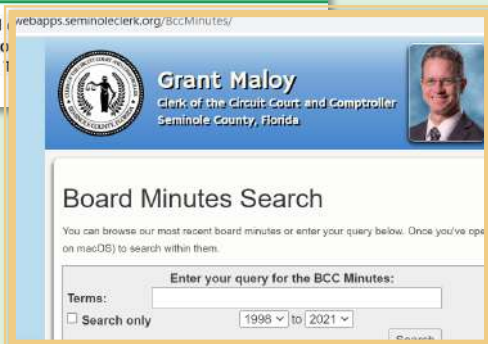 webapps.seminoleclerk.org/BccMinutes/
Grant Maloy
Clerk of the Circuit Court and Comptroller
Seminole County, Florida
Board Minutes Search
You can browse our most recent board minutes or enter your query below. Once you've ope
on macOS) to search within them.
Enter your query for the BCC Minutes:
Terms:
Search only
1998 to 2021
Search